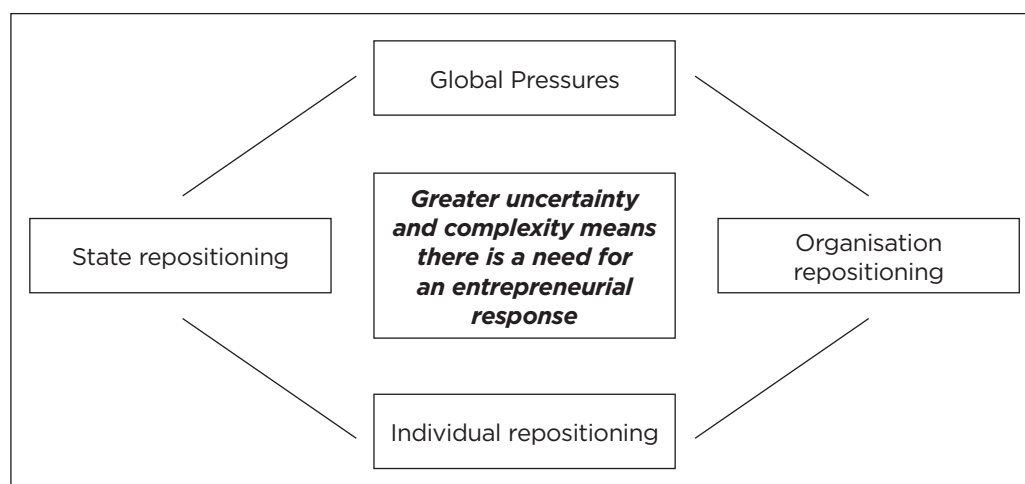 Global Pressures
State repositioning
Greater uncertainty
and complexity means
there is a need for
an entrepreneurial
response
Organisation
repositioning
Individual repositioning